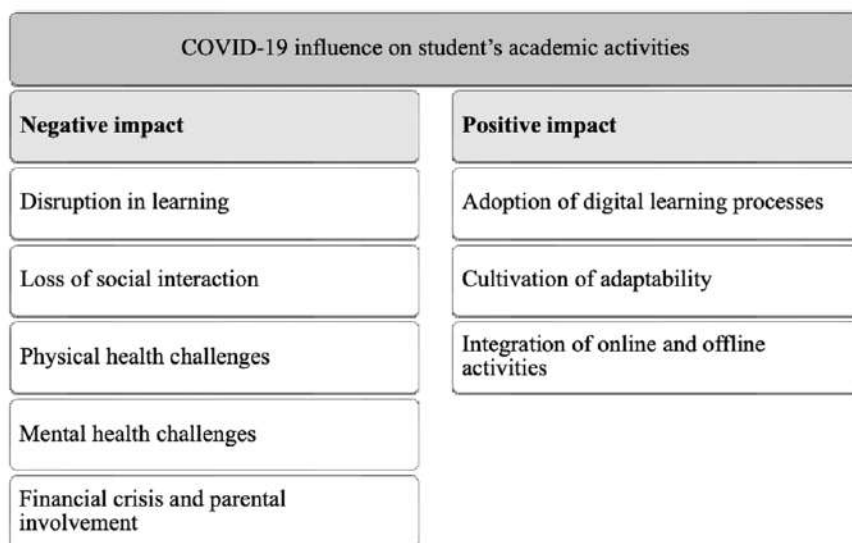 COVID-19 influence on student's academic activities
Negative impact
Disruption in learning
Loss of social interaction
Physical health challenges
Mental health challenges
Financial crisis and parental
involvement
Positive impact
Adoption of digital learning processes
Cultivation of adaptability
Integration of online and offline
activities